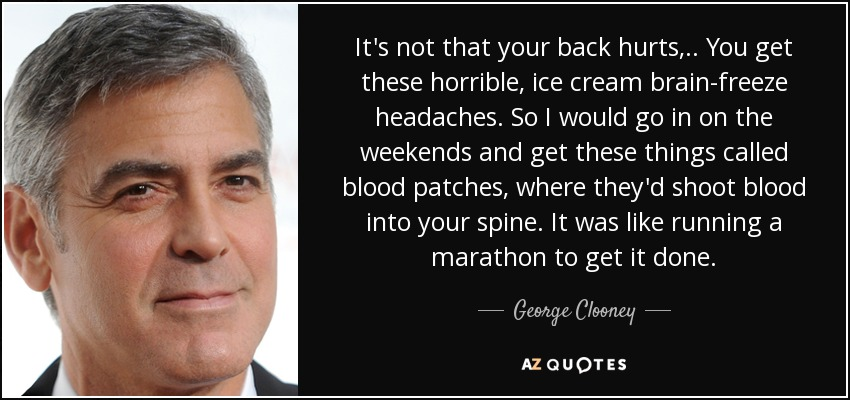 It's not that your back hurts,.. You get
these horrible, ice cream brain-freeze
headaches. So I would go in on the
weekends and get these things called
blood patches, where they'd shoot blood
into your spine. It was like running a
marathon to get it done.
George Clooney
AZ QUOTES